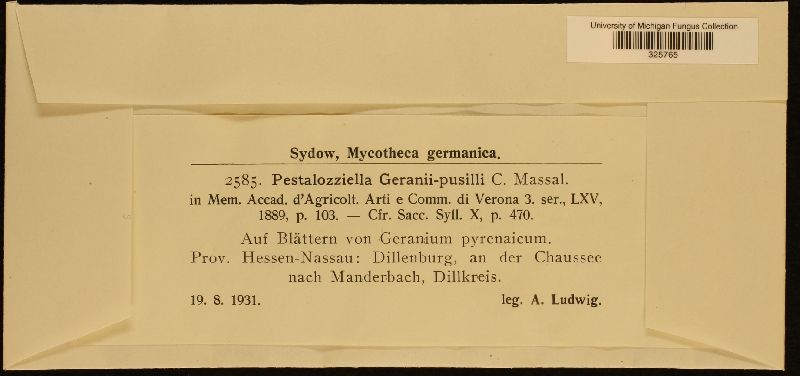 University of Michigan Fungus Collection
325765
Sydow, Mycotheca germanica.
2585. Pestalozziella Geranii-pusilli C. Massal.
in Mem. Accad. d'Agricolt. Arti e Comm. di Verona 3. ser., LXV,
1889, p. 103. — Cfr. Sacc. Syll. X, p. 470.
Auf Blättern von Geranium pyrenaicum.
Prov. Hessen-Nassau: Dillenburg, an der Chaussee
nach Manderbach, Dillkreis.
19. 8. 1931. leg. A. Ludwig.